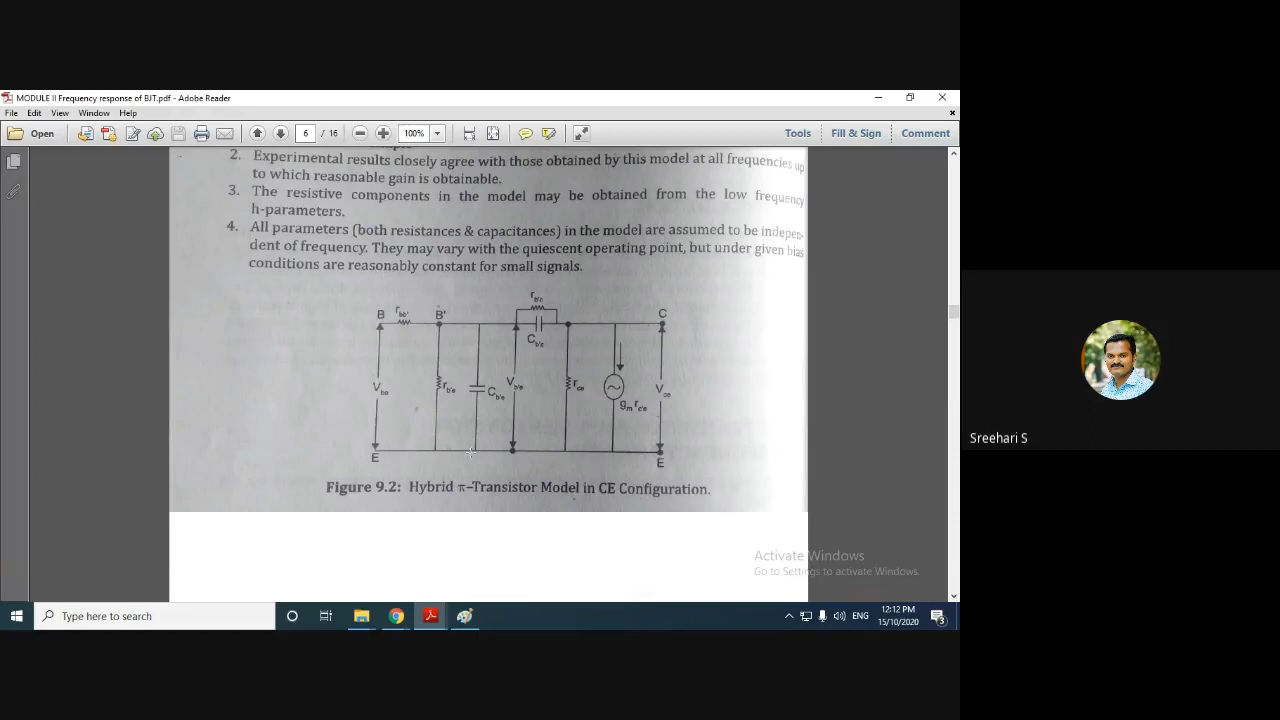 MODULE II Frequency response of BJT.pdf - Adobe Reader
File Edit View Window Help
Open 6 / 16 100% Tools Fill & Sign Comment
2. Experimental results closely agree with those obtained by this model at all frequencies up
to which reasonable gain is obtainable.
3. The resistive components in the model may be obtained from the low frequency
h-parameters.
4. All parameters (both resistances & capacitances) in the model are assumed to be indepen-
dent of frequency. They may vary with the quiescent operating point, but under given bias
conditions are reasonably constant for small signals.
r b'c
B r bb' B' C
C b'c
V be r b'e C b'e V b'e r ce V ce
g m r c'e
E E
Figure 9.2: Hybrid π-Transistor Model in CE Configuration.
Sreehari S
Activate Windows
Go to Settings to activate Windows.
Type here to search
ENG
12:12 PM
15/10/2020
3